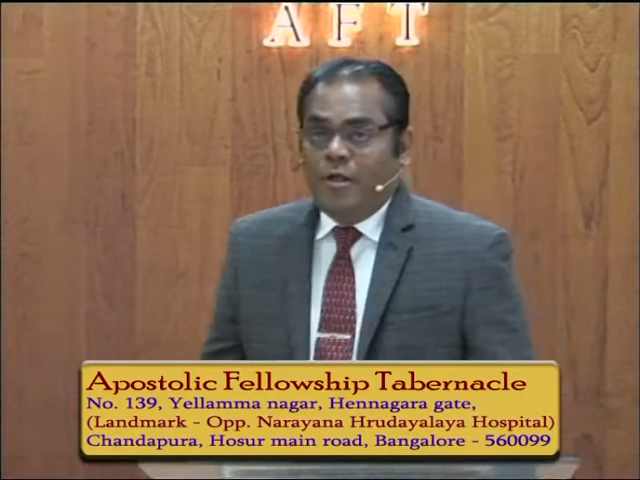 AFT
Apostolic Fellowship Tabernacle
No. 139, Yellamma nagar, Hennagara gate,
(Landmark - Opp. Narayana Hrudayalaya Hospital)
Chandapura, Hosur main road, Bangalore - 560099